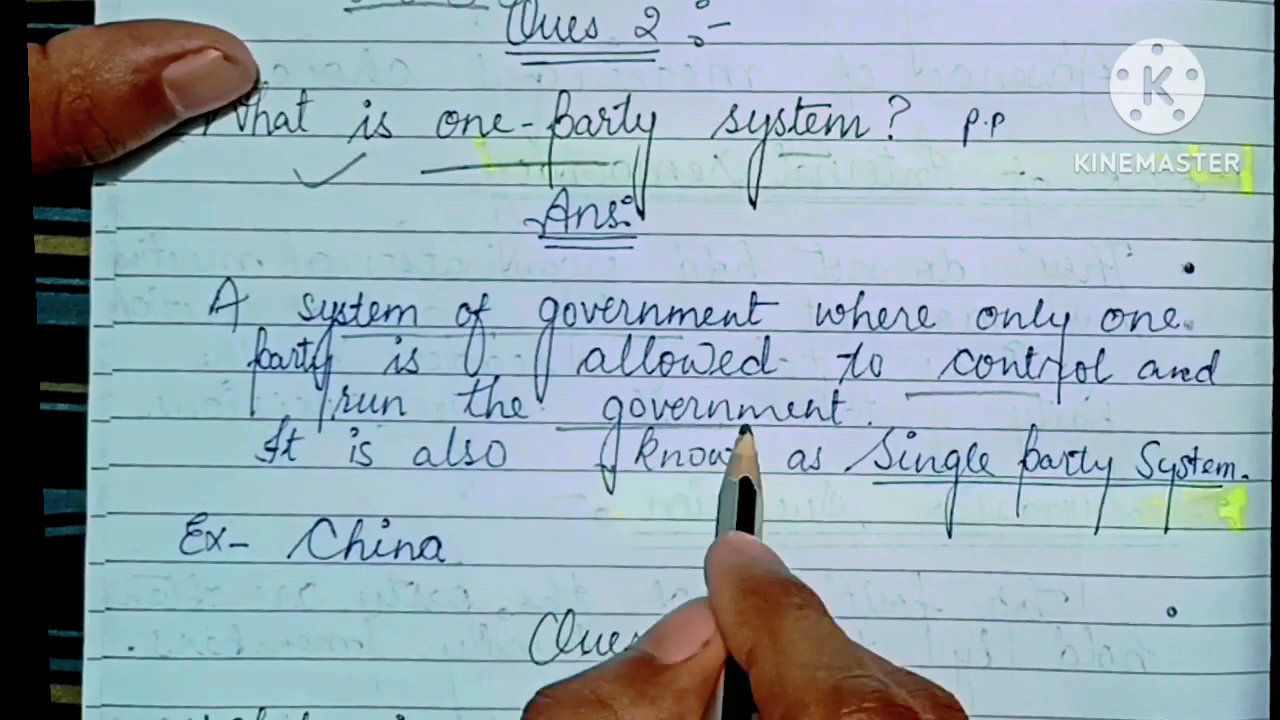 Ques 2 :-
What is one-party system? P.P
KINEMASTER
Ans:
A system of government where only one
party is allowed to control and
run the government.
It is also know as Single party System.
Ex- China
Ques